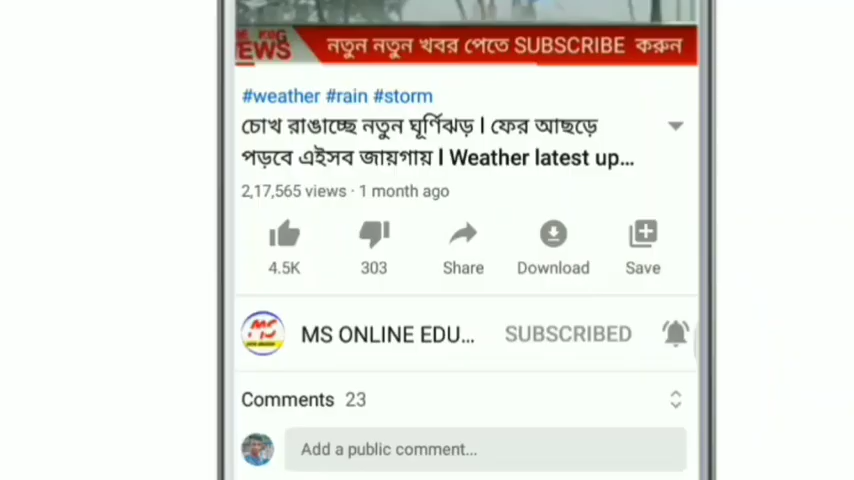 NEWS
নতুন নতুন খবর পেতে SUBSCRIBE করুন
#weather #rain #storm
চোখ রাঙাচ্ছে নতুন ঘূর্ণিঝড় l ফের আছড়ে
পড়বে এইসব জায়গায় l Weather latest up...
2,17,565 views · 1 month ago
4.5K 303 Share Download Save
MS ONLINE EDU... SUBSCRIBED
Comments 23
Add a public comment...